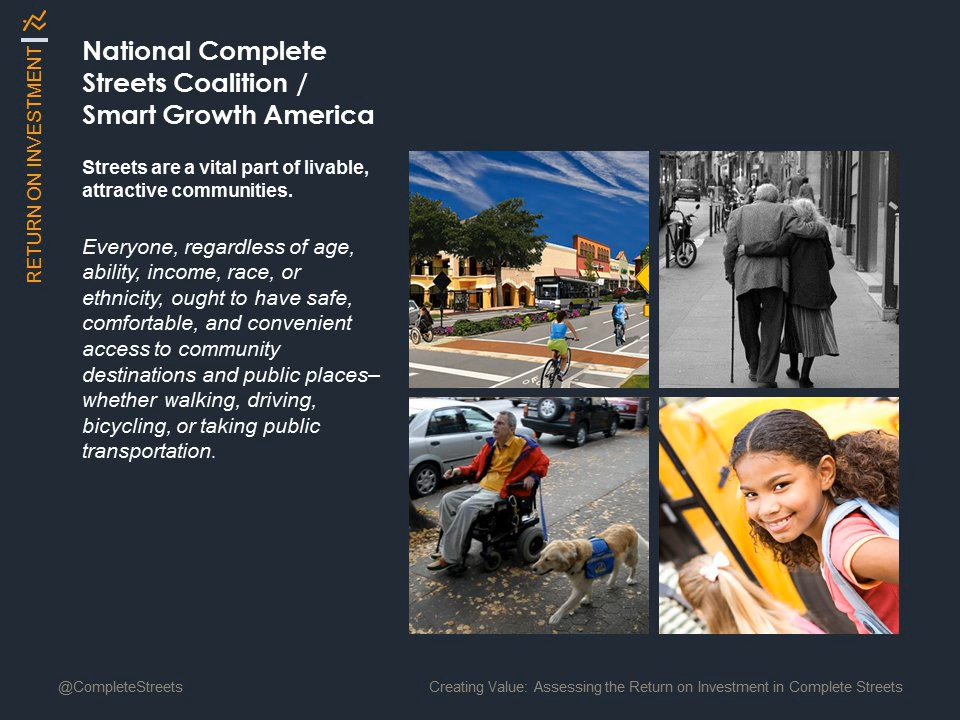 RETURN ON INVESTMENT
National Complete
Streets Coalition /
Smart Growth America
Streets are a vital part of livable,
attractive communities.
Everyone, regardless of age,
ability, income, race, or
ethnicity, ought to have safe,
comfortable, and convenient
access to community
destinations and public places–
whether walking, driving,
bicycling, or taking public
transportation.
@CompleteStreets
Creating Value: Assessing the Return on Investment in Complete Streets